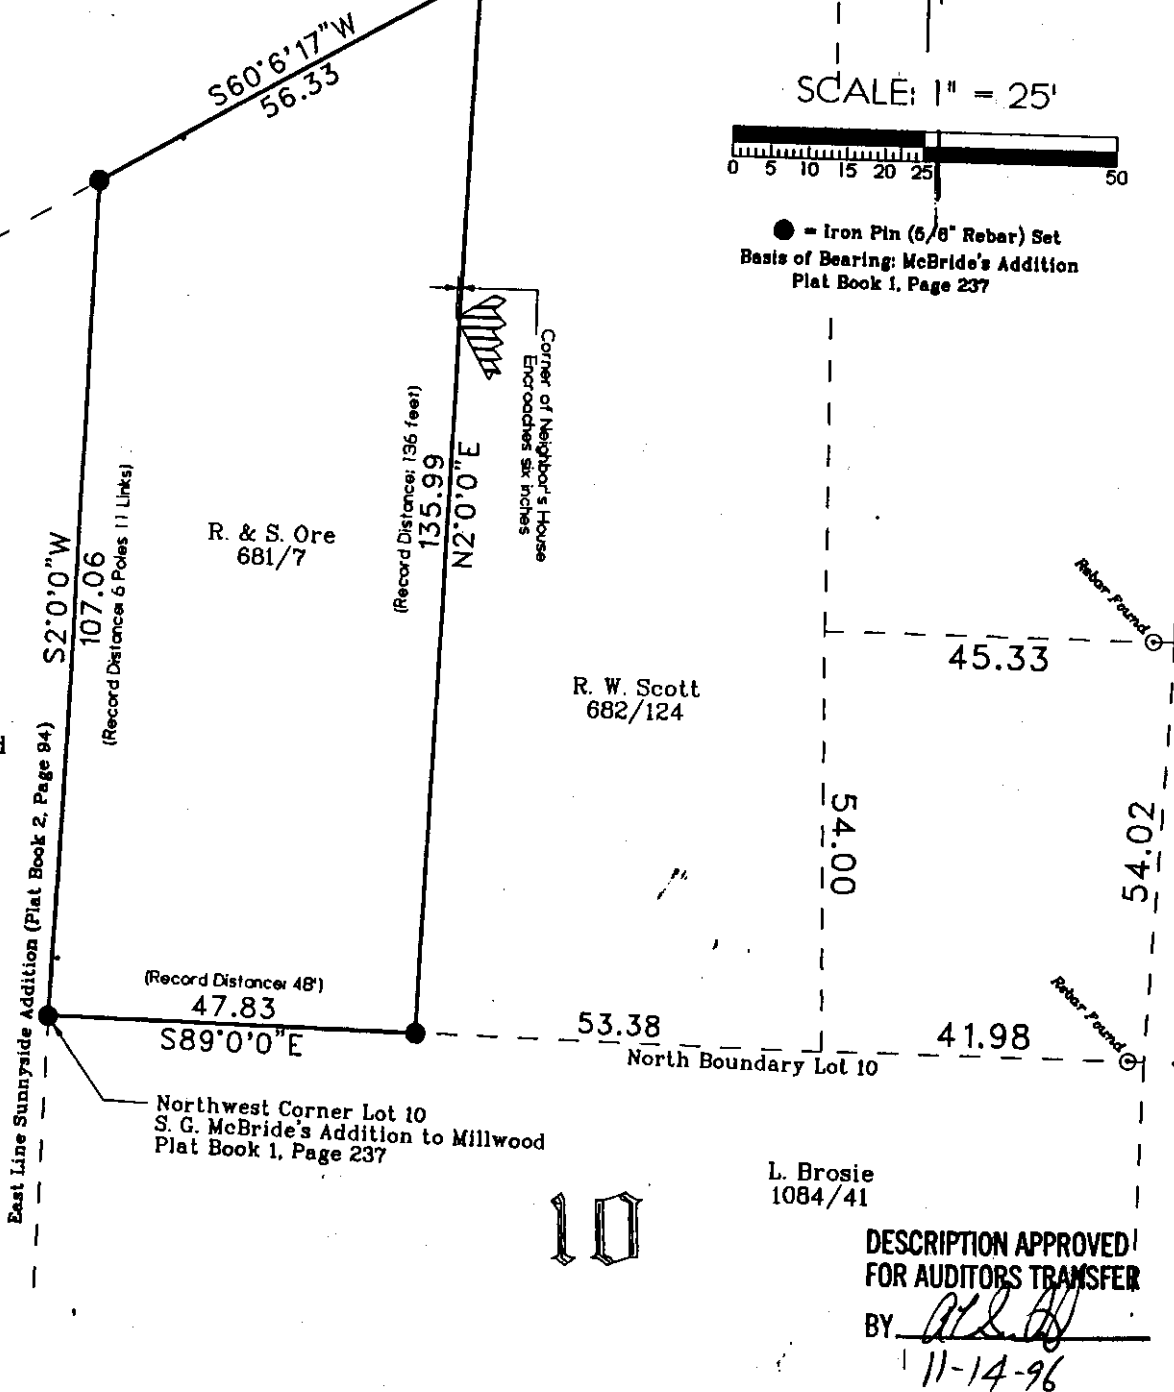 S60°6'17"W
56.33
SCALE: 1" = 25'
0 5 10 15 20 25 50
= Iron Pin (5/8" Rebar) Set
Basis of Bearing: McBride's Addition
Plat Book 1, Page 237
Corner of Neighbor's House
Encroaches six inches
(Record Distance: 136 feet)
135.99
N2°0'0"E
R. & S. Ore
681/7
S2°0'0"W
107.06
(Record Distance: 6 Poles 11 Links)
East Line Sunnyside Addition (Plat Book 2, Page 94)
Rebar Found
45.33
R. W. Scott
682/124
54.00
54.02
(Record Distance: 48')
47.83
S89°0'0"E
53.38
North Boundary Lot 10
41.98
Rebar Found
Northwest Corner Lot 10
S. G. McBride's Addition to Millwood
Plat Book 1, Page 237
10
L. Brosie
1084/41
DESCRIPTION APPROVED
FOR AUDITORS TRANSFER
BY
11-14-96